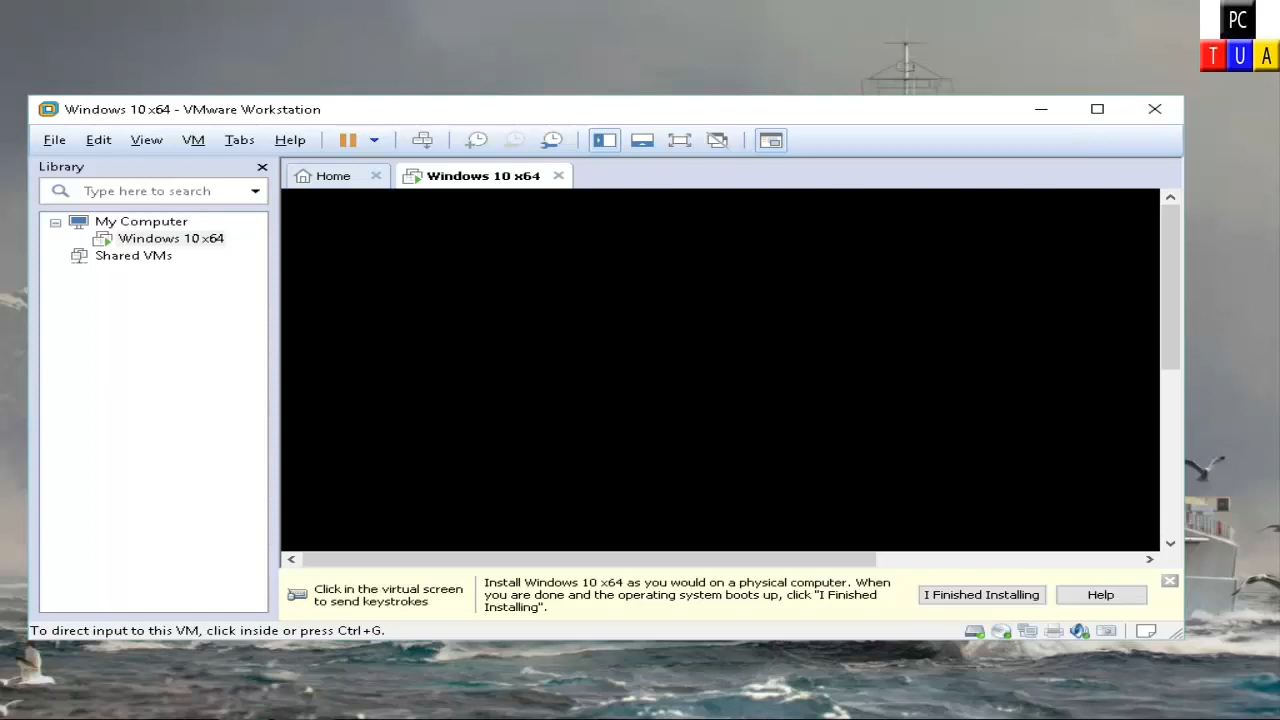 PC
T U A
Windows 10 x64 - VMware Workstation
File Edit View VM Tabs Help
Library
Type here to search
Home
Windows 10 x64
My Computer
Windows 10 x64
Shared VMs
Click in the virtual screen
to send keystrokes
Install Windows 10 x64 as you would on a physical computer. When
you are done and the operating system boots up, click "I Finished
Installing".
I Finished Installing
Help
To direct input to this VM, click inside or press Ctrl+G.